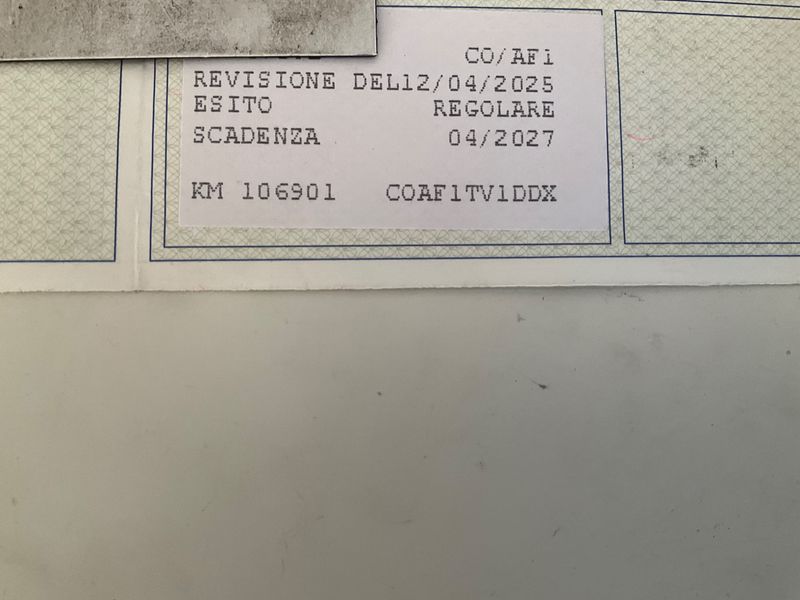 CO/AF1
REVISIONE DEL12/04/2025
ESITO REGOLARE
SCADENZA 04/2027
KM 106901 COAF1TV1DDX